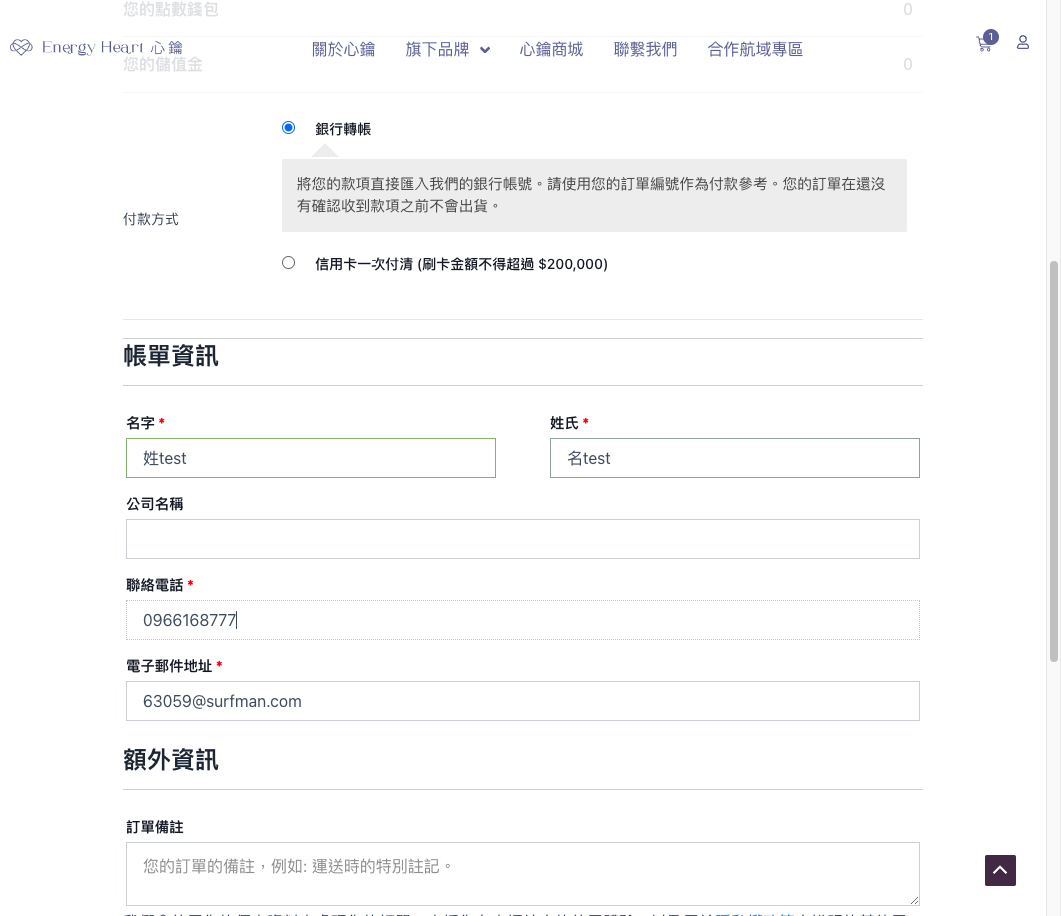 您的點數錢包 0
Energy Heart 心鑰 關於心鑰 旗下品牌 心鑰商城 聯繫我們 合作航域專區 1
您的儲值金 0
銀行轉帳
將您的款項直接匯入我們的銀行帳號。請使用您的訂單編號作為付款參考。您的訂單在還沒
有確認收到款項之前不會出貨。
付款方式
信用卡一次付清 (刷卡金額不得超過 $200,000)
帳單資訊
名字 * 姓氏 *
姓test 名test
公司名稱
聯絡電話 *
0966168777
電子郵件地址 *
63059@surfman.com
額外資訊
訂單備註
您的訂單的備註，例如: 運送時的特別註記。